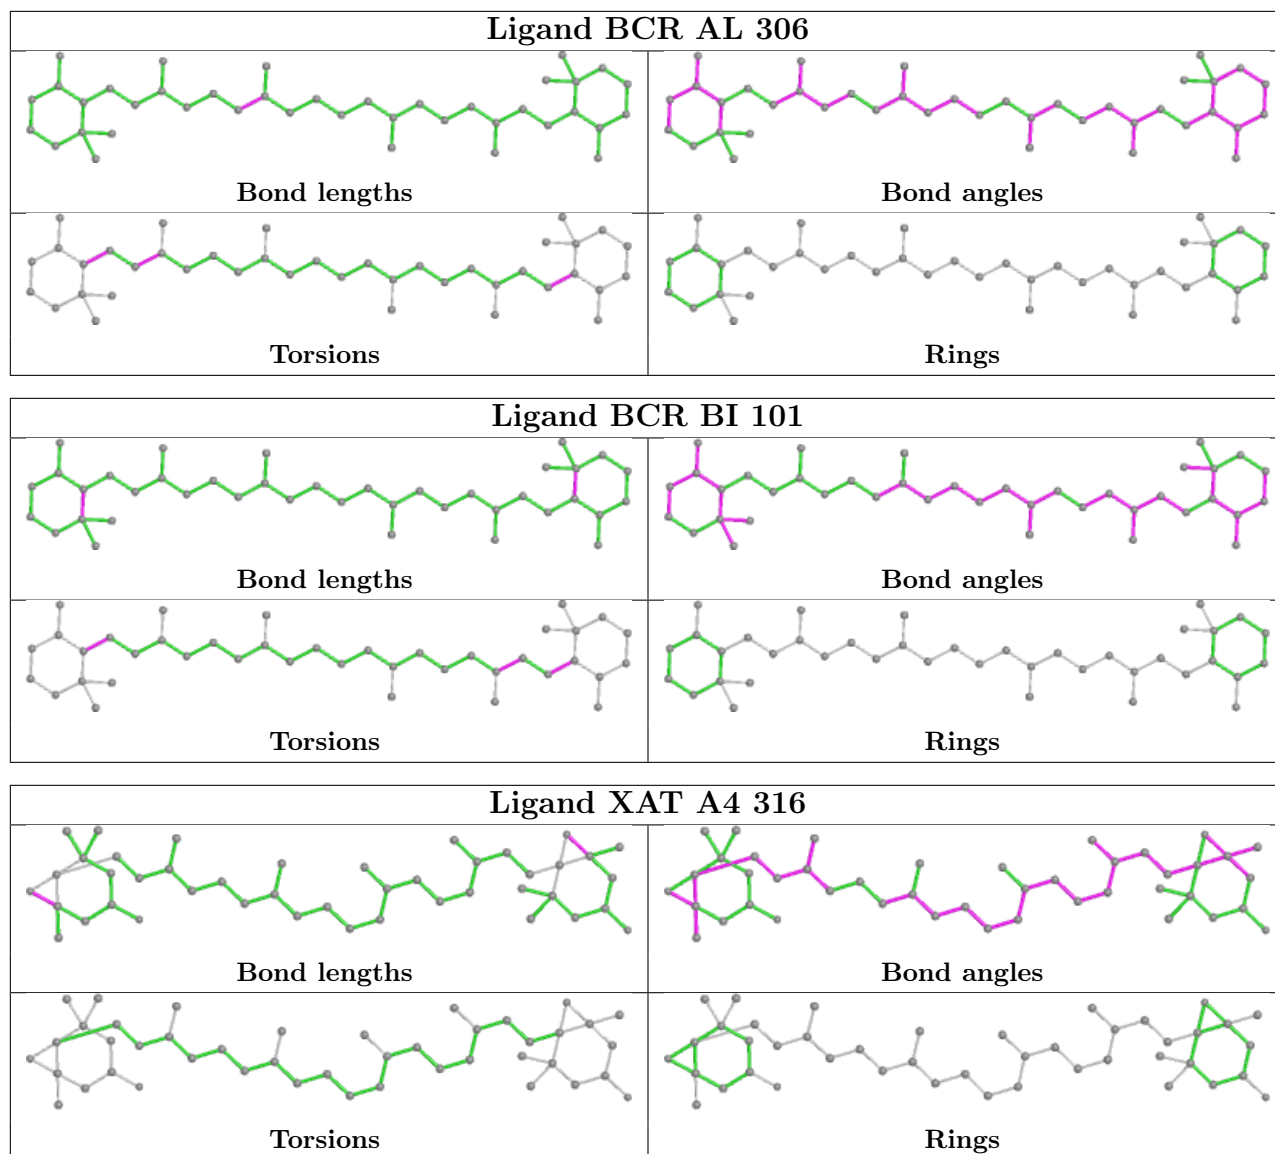 Ligand BCR AL 306
Bond lengths
Bond angles
Torsions
Rings
Ligand BCR BI 101
Bond lengths
Bond angles
Torsions
Rings
Ligand XAT A4 316
Bond lengths
Bond angles
Torsions
Rings